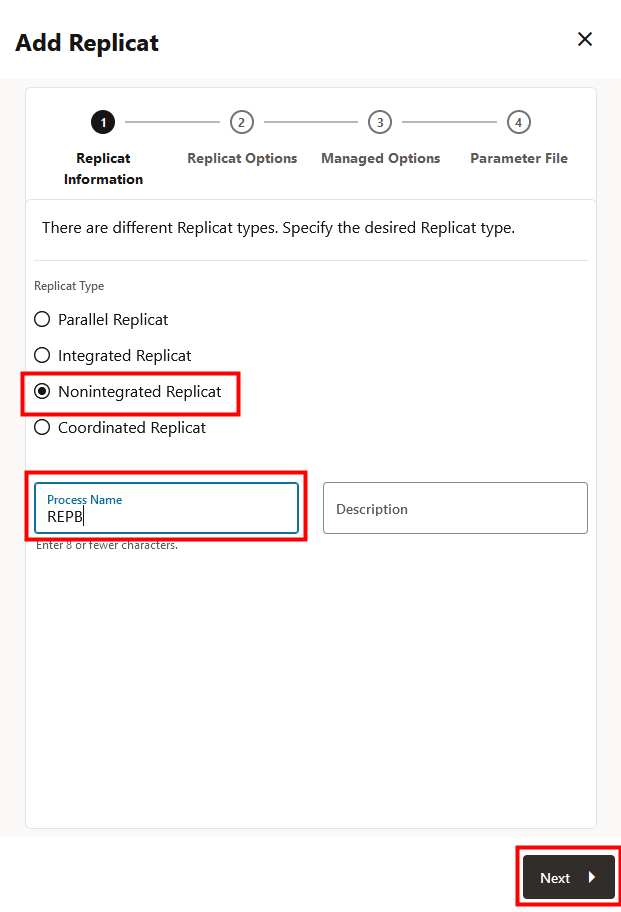 Add Replicat
1
2
3
4
Replicat Information
Replicat Options
Managed Options
Parameter File
There are different Replicat types. Specify the desired Replicat type.
Replicat Type
Parallel Replicat
Integrated Replicat
Nonintegrated Replicat
Coordinated Replicat
Process Name
REPB
Description
Enter 8 or fewer characters.
Next